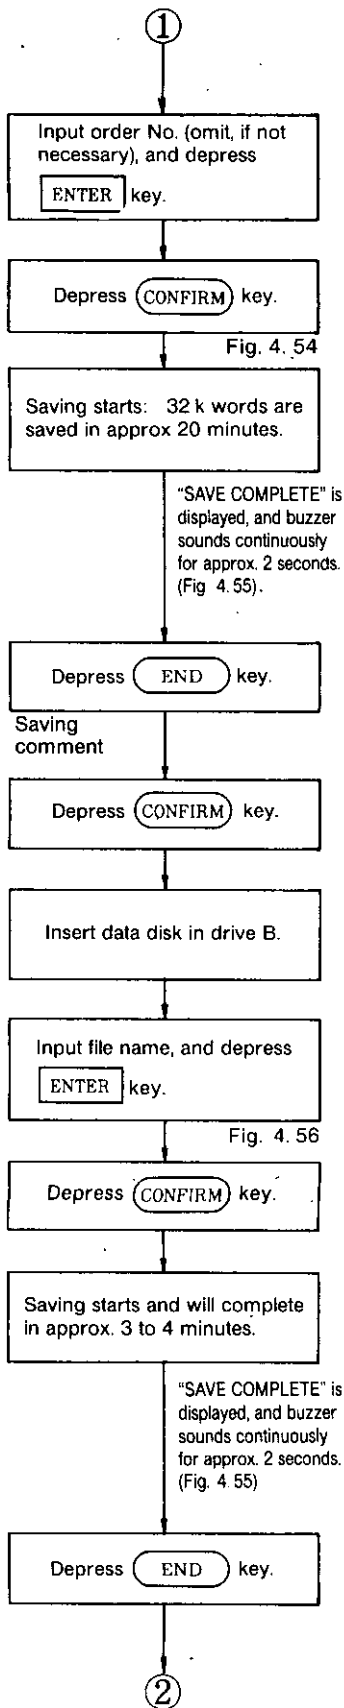 ①
Input order No. (omit, if not
necessary), and depress
ENTER key.
Depress CONFIRM key.
Fig. 4. 54
Saving starts: 32 k words are
saved in approx 20 minutes.
"SAVE COMPLETE" is
displayed, and buzzer
sounds continuously
for approx. 2 seconds.
(Fig 4. 55).
Depress END key.
Saving
comment
Depress CONFIRM key.
Insert data disk in drive B.
Input file name, and depress
ENTER key.
Fig. 4. 56
Depress CONFIRM key.
Saving starts and will complete
in approx. 3 to 4 minutes.
"SAVE COMPLETE" is
displayed, and buzzer
sounds continuously
for approx. 2 seconds.
(Fig. 4. 55)
Depress END key.
②